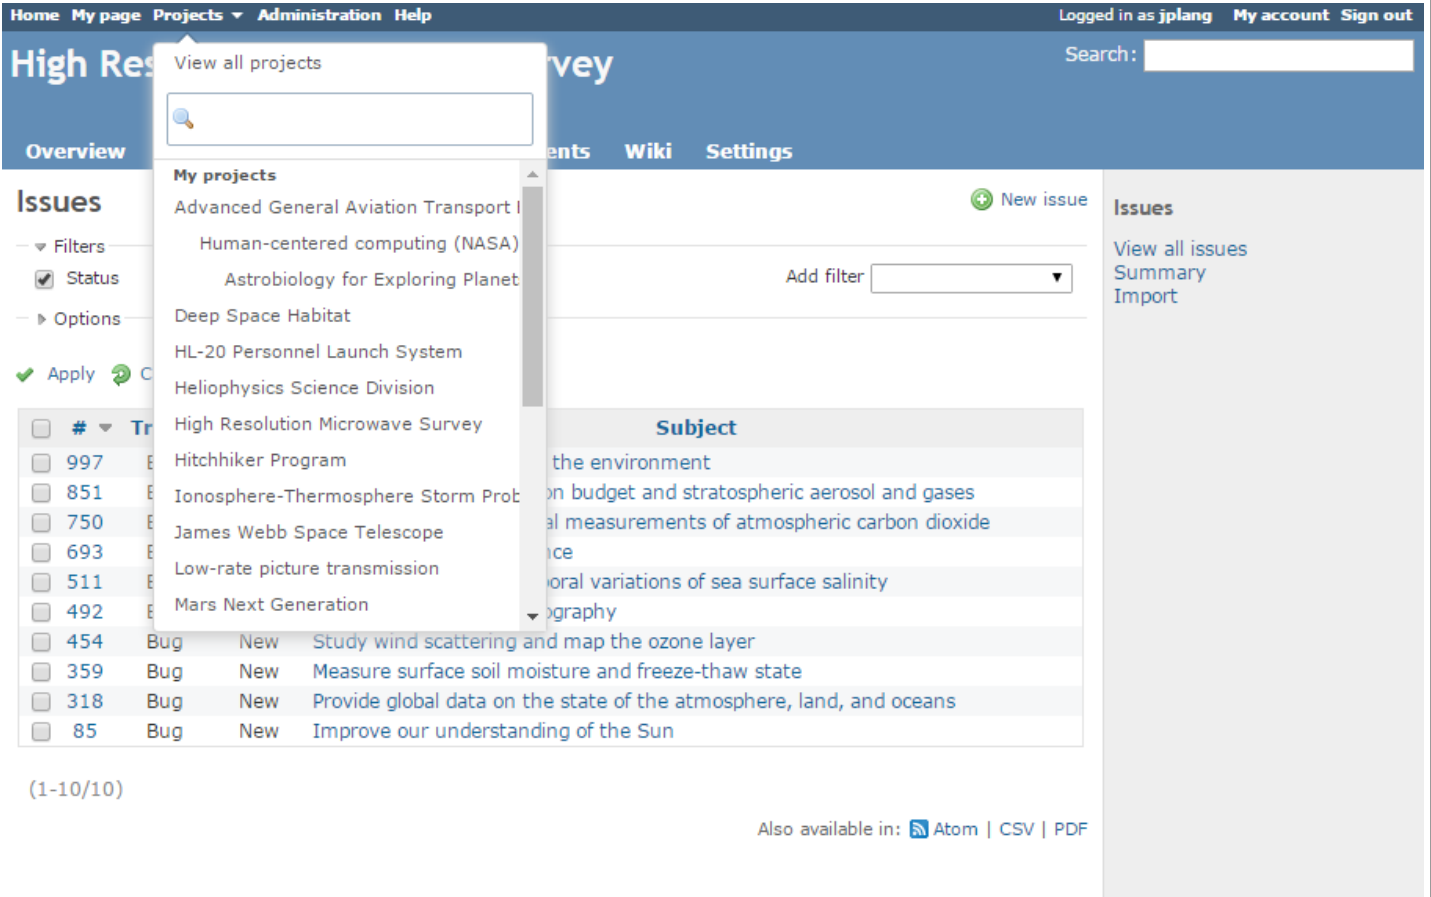 Home My page Projects Administration Help Logged in as jplang My account Sign out
High Re vey
Search:
View all projects
Overview ents Wiki Settings
My projects
Advanced General Aviation Transport
Human-centered computing (NASA)
Astrobiology for Exploring Planet
Deep Space Habitat
HL-20 Personnel Launch System
Heliophysics Science Division
High Resolution Microwave Survey
Hitchhiker Program
Ionosphere-Thermosphere Storm Prob
James Webb Space Telescope
Low-rate picture transmission
Mars Next Generation
Issues
New issue
Filters
Status
Add filter
Options
Apply C
# Tr Subject
997 the environment
851 on budget and stratospheric aerosol and gases
750 al measurements of atmospheric carbon dioxide
693 nce
511 oral variations of sea surface salinity
492 ography
454 Bug New Study wind scattering and map the ozone layer
359 Bug New Measure surface soil moisture and freeze-thaw state
318 Bug New Provide global data on the state of the atmosphere, land, and oceans
85 Bug New Improve our understanding of the Sun
(1-10/10)
Also available in: Atom | CSV | PDF
Issues
View all issues
Summary
Import